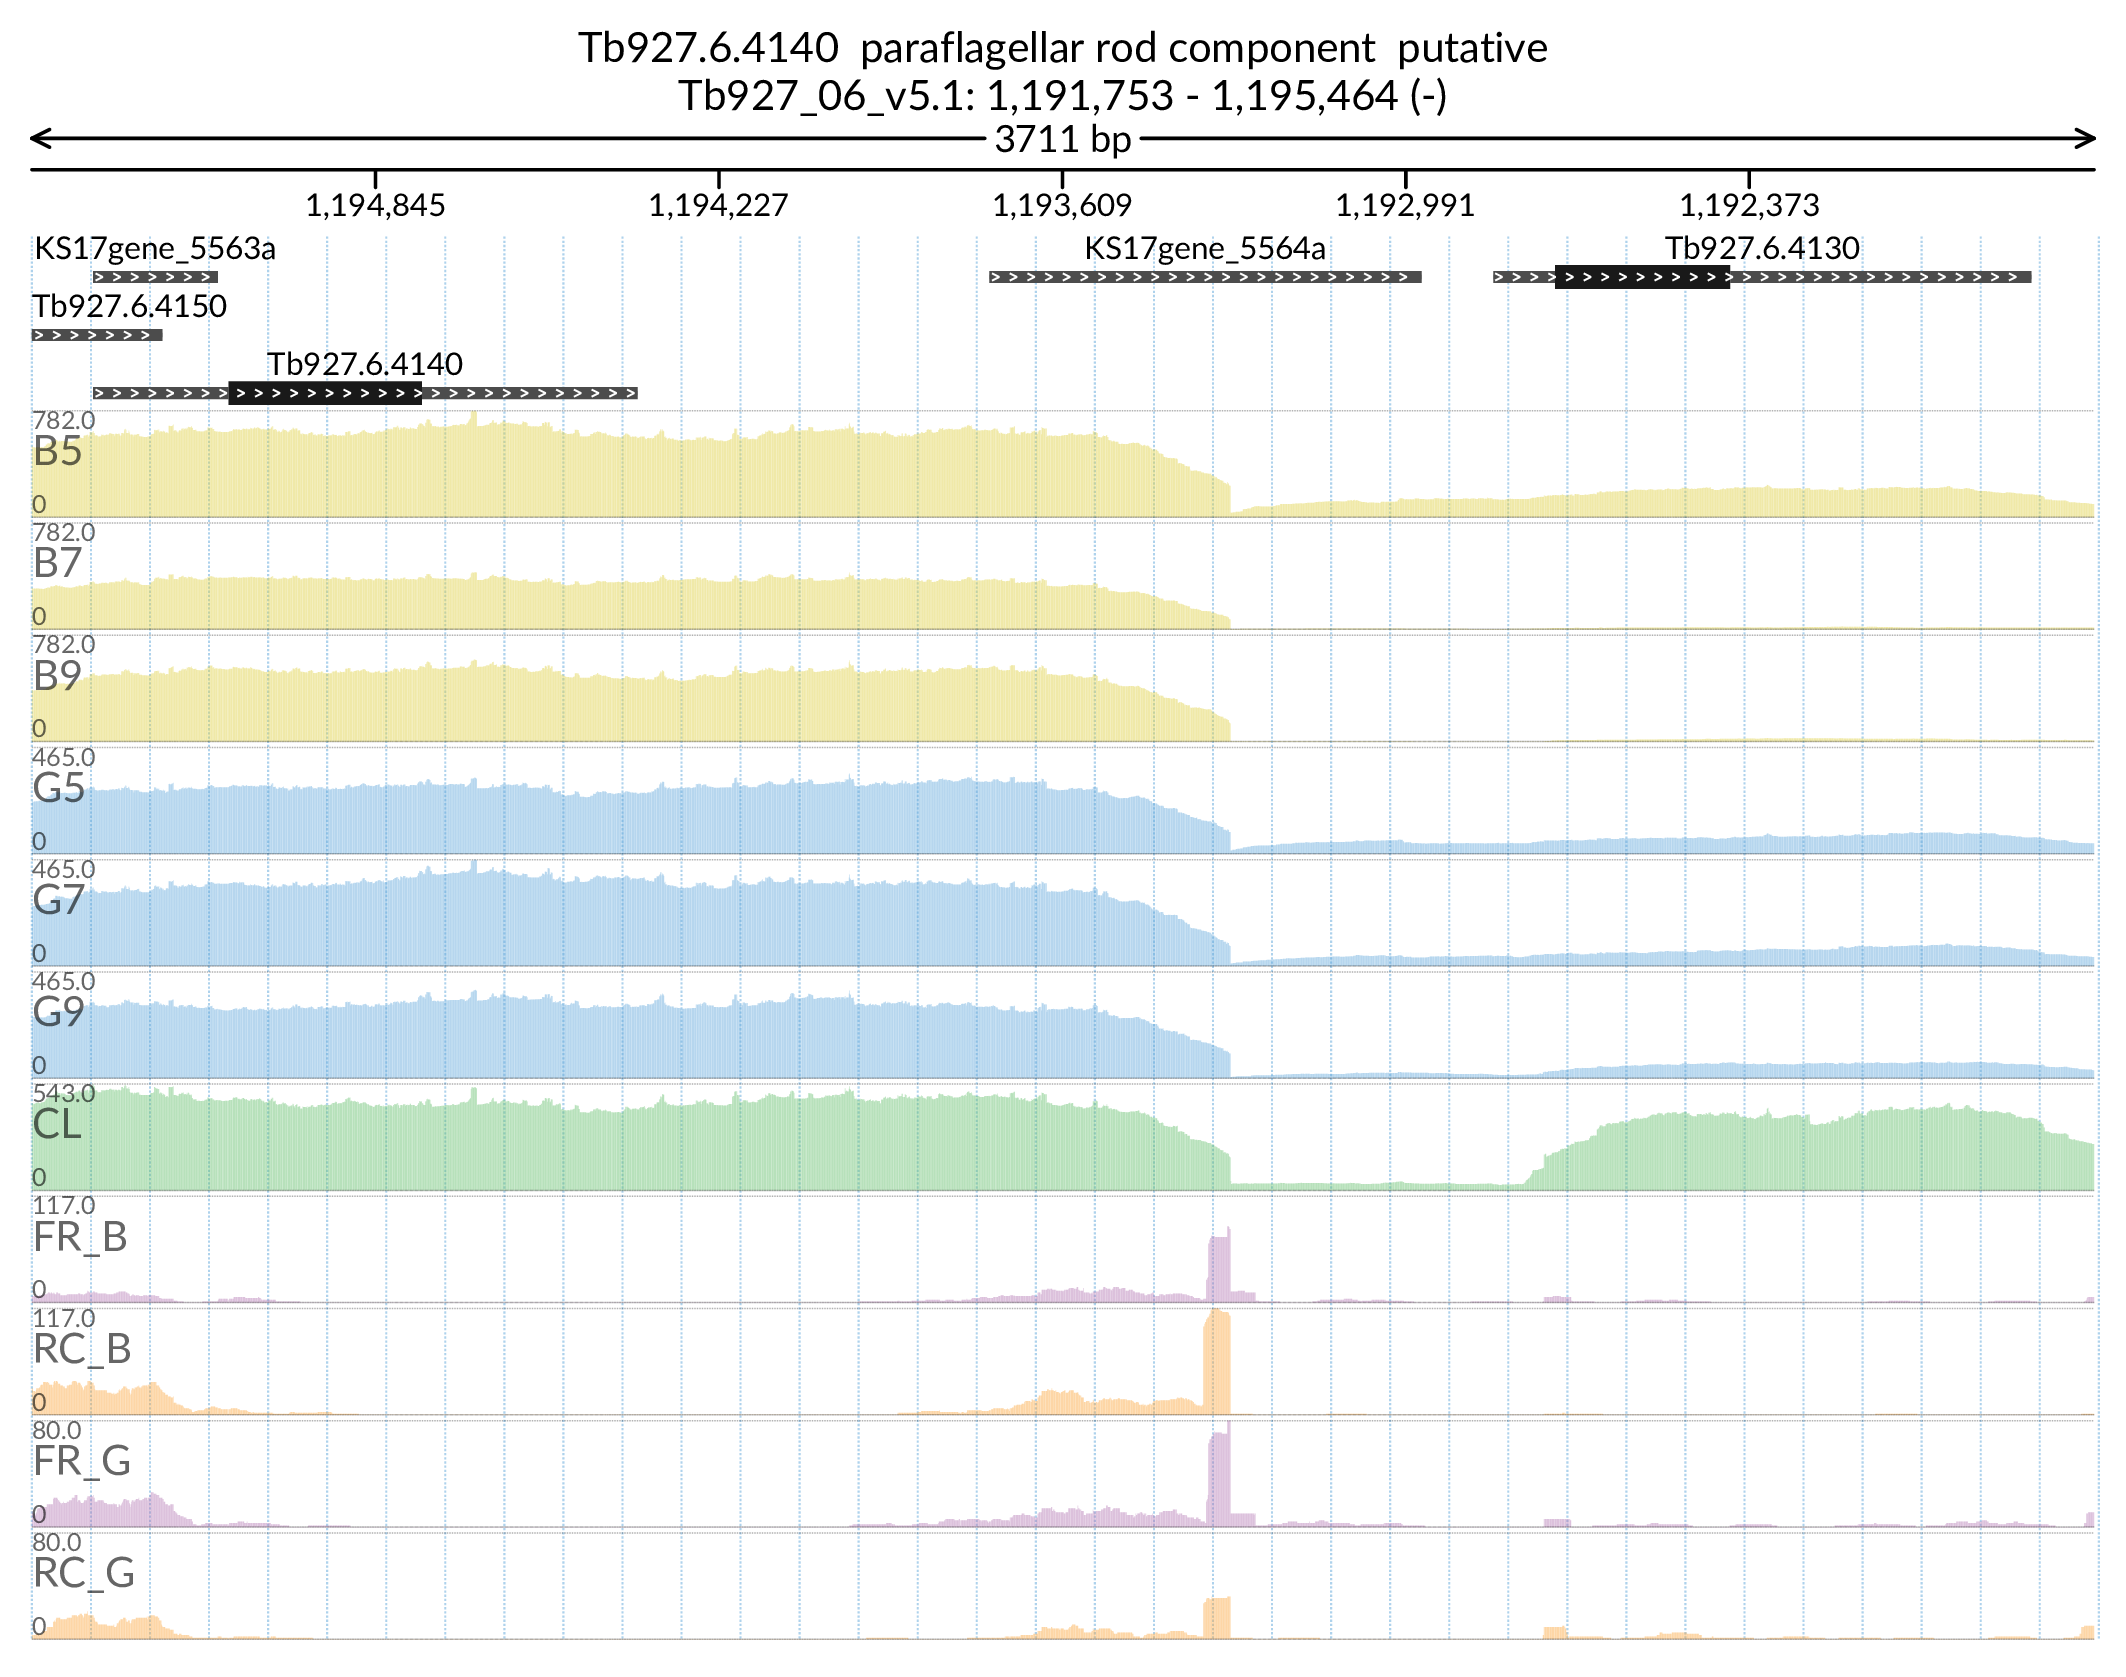 Tb927.6.4140 paraflagellar rod component putative
Tb927_06_v5.1: 1,191,753 - 1,195,464 (-)
3711 bp
1,194,845 1,194,227 1,193,609 1,192,991 1,192,373
KS17gene_5563a KS17gene_5564a Tb927.6.4130
Tb927.6.4150
Tb927.6.4140
782.0
B5
0
782.0
B7
0
782.0
B9
0
465.0
G5
0
465.0
G7
0
465.0
G9
0
543.0
CL
0
117.0
FR_B
0
117.0
RC_B
0
80.0
FR_G
0
80.0
RC_G
0